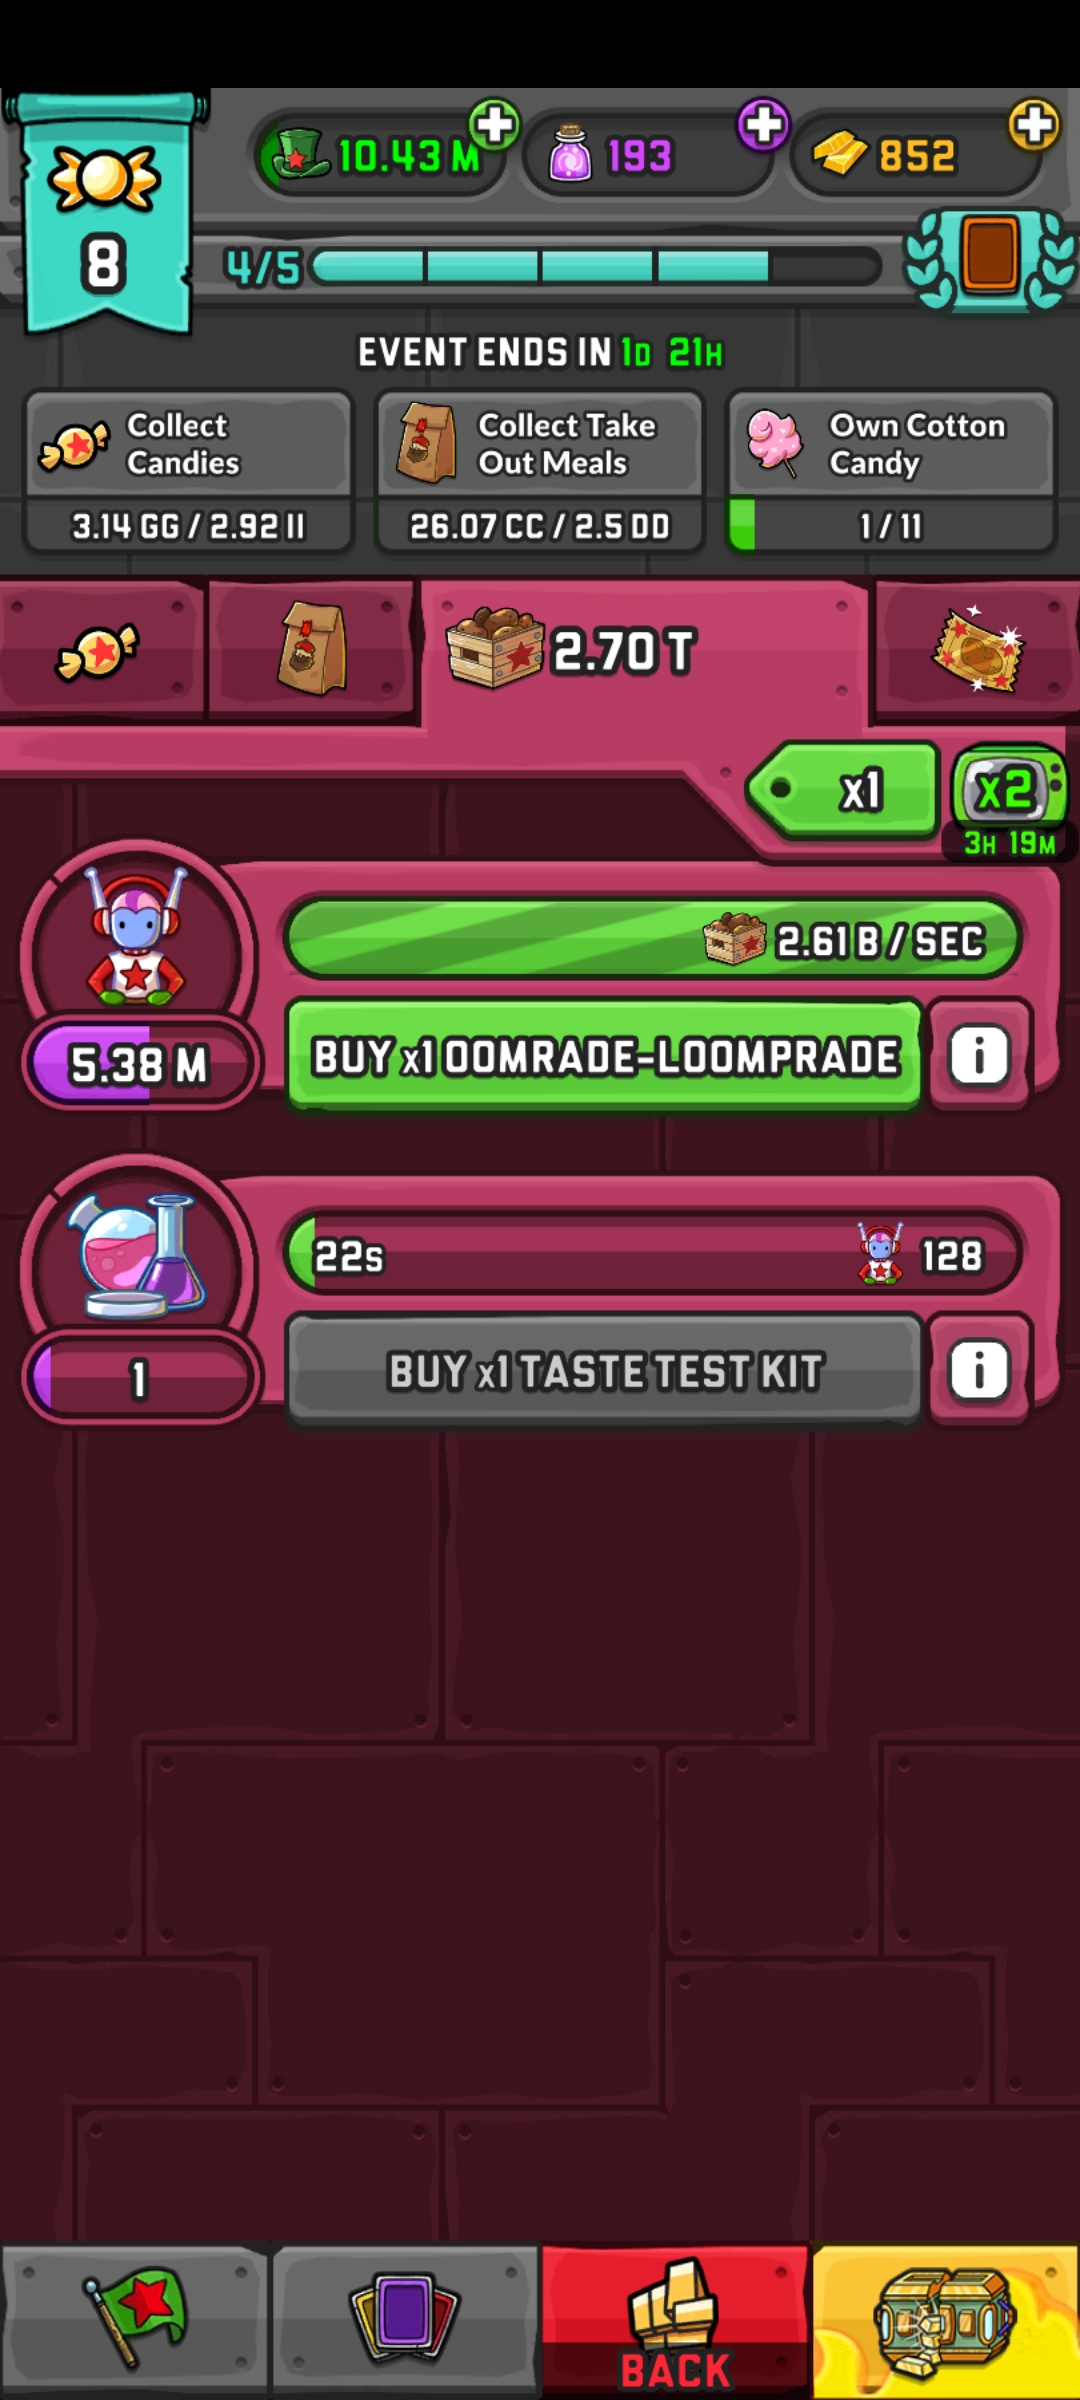 10.43 M
193
852
8
4/5
EVENT ENDS IN 1D 21H
Collect
Candies
3.14 GG / 2.92 II
Collect Take
Out Meals
26.07 CC / 2.5 DD
Own Cotton
Candy
1 / 11
2.70 T
x1
x2
3H 19M
2.61 B / SEC
5.38 M
BUY x1 OOMRADE-LOOMPRADE
i
22s
128
1
BUY x1 TASTE TEST KIT
i
BACK